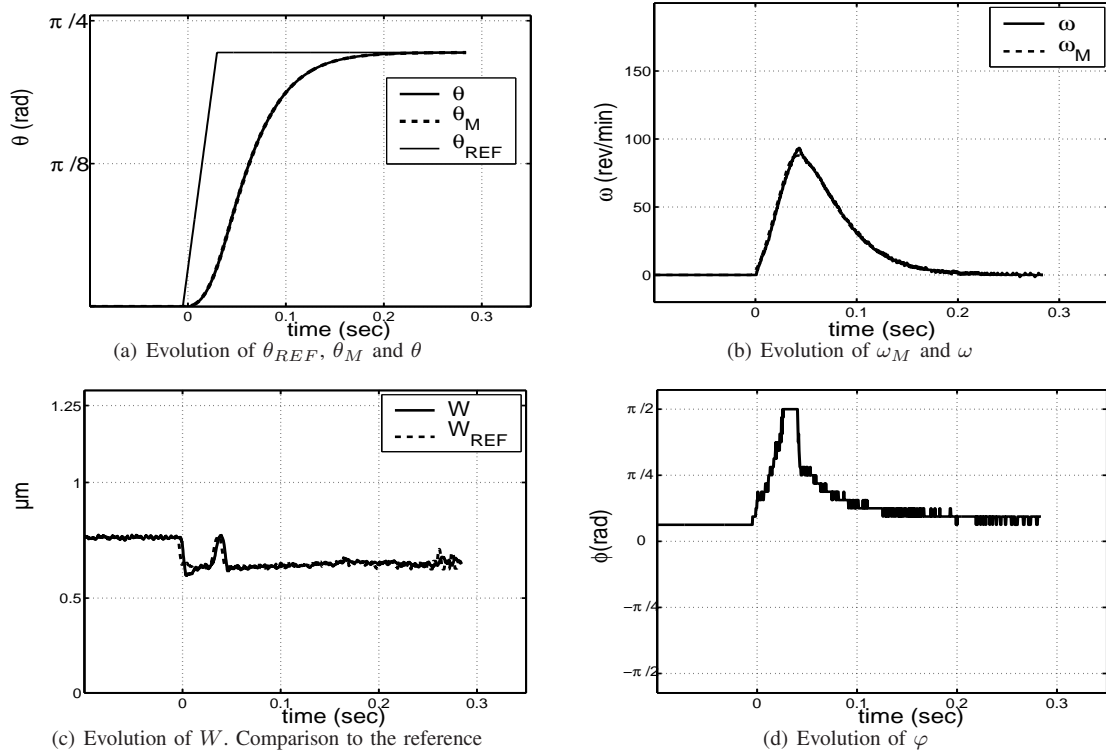 π /4
π /8
θ (rad)
θ
θ_M
θ_REF
0
0.1
0.2
0.3
time (sec)
(a) Evolution of θ_REF, θ_M and θ
150
100
50
0
ω (rev/min)
ω
ω_M
0
0.1
0.2
0.3
time (sec)
(b) Evolution of ω_M and ω
1.25
1
0.5
0
µm
W
W_REF
0
0.1
0.2
0.3
time (sec)
(c) Evolution of W. Comparison to the reference
π /2
π /4
0
−π /4
−π /2
ϕ(rad)
0
0.1
0.2
0.3
time (sec)
(d) Evolution of φ